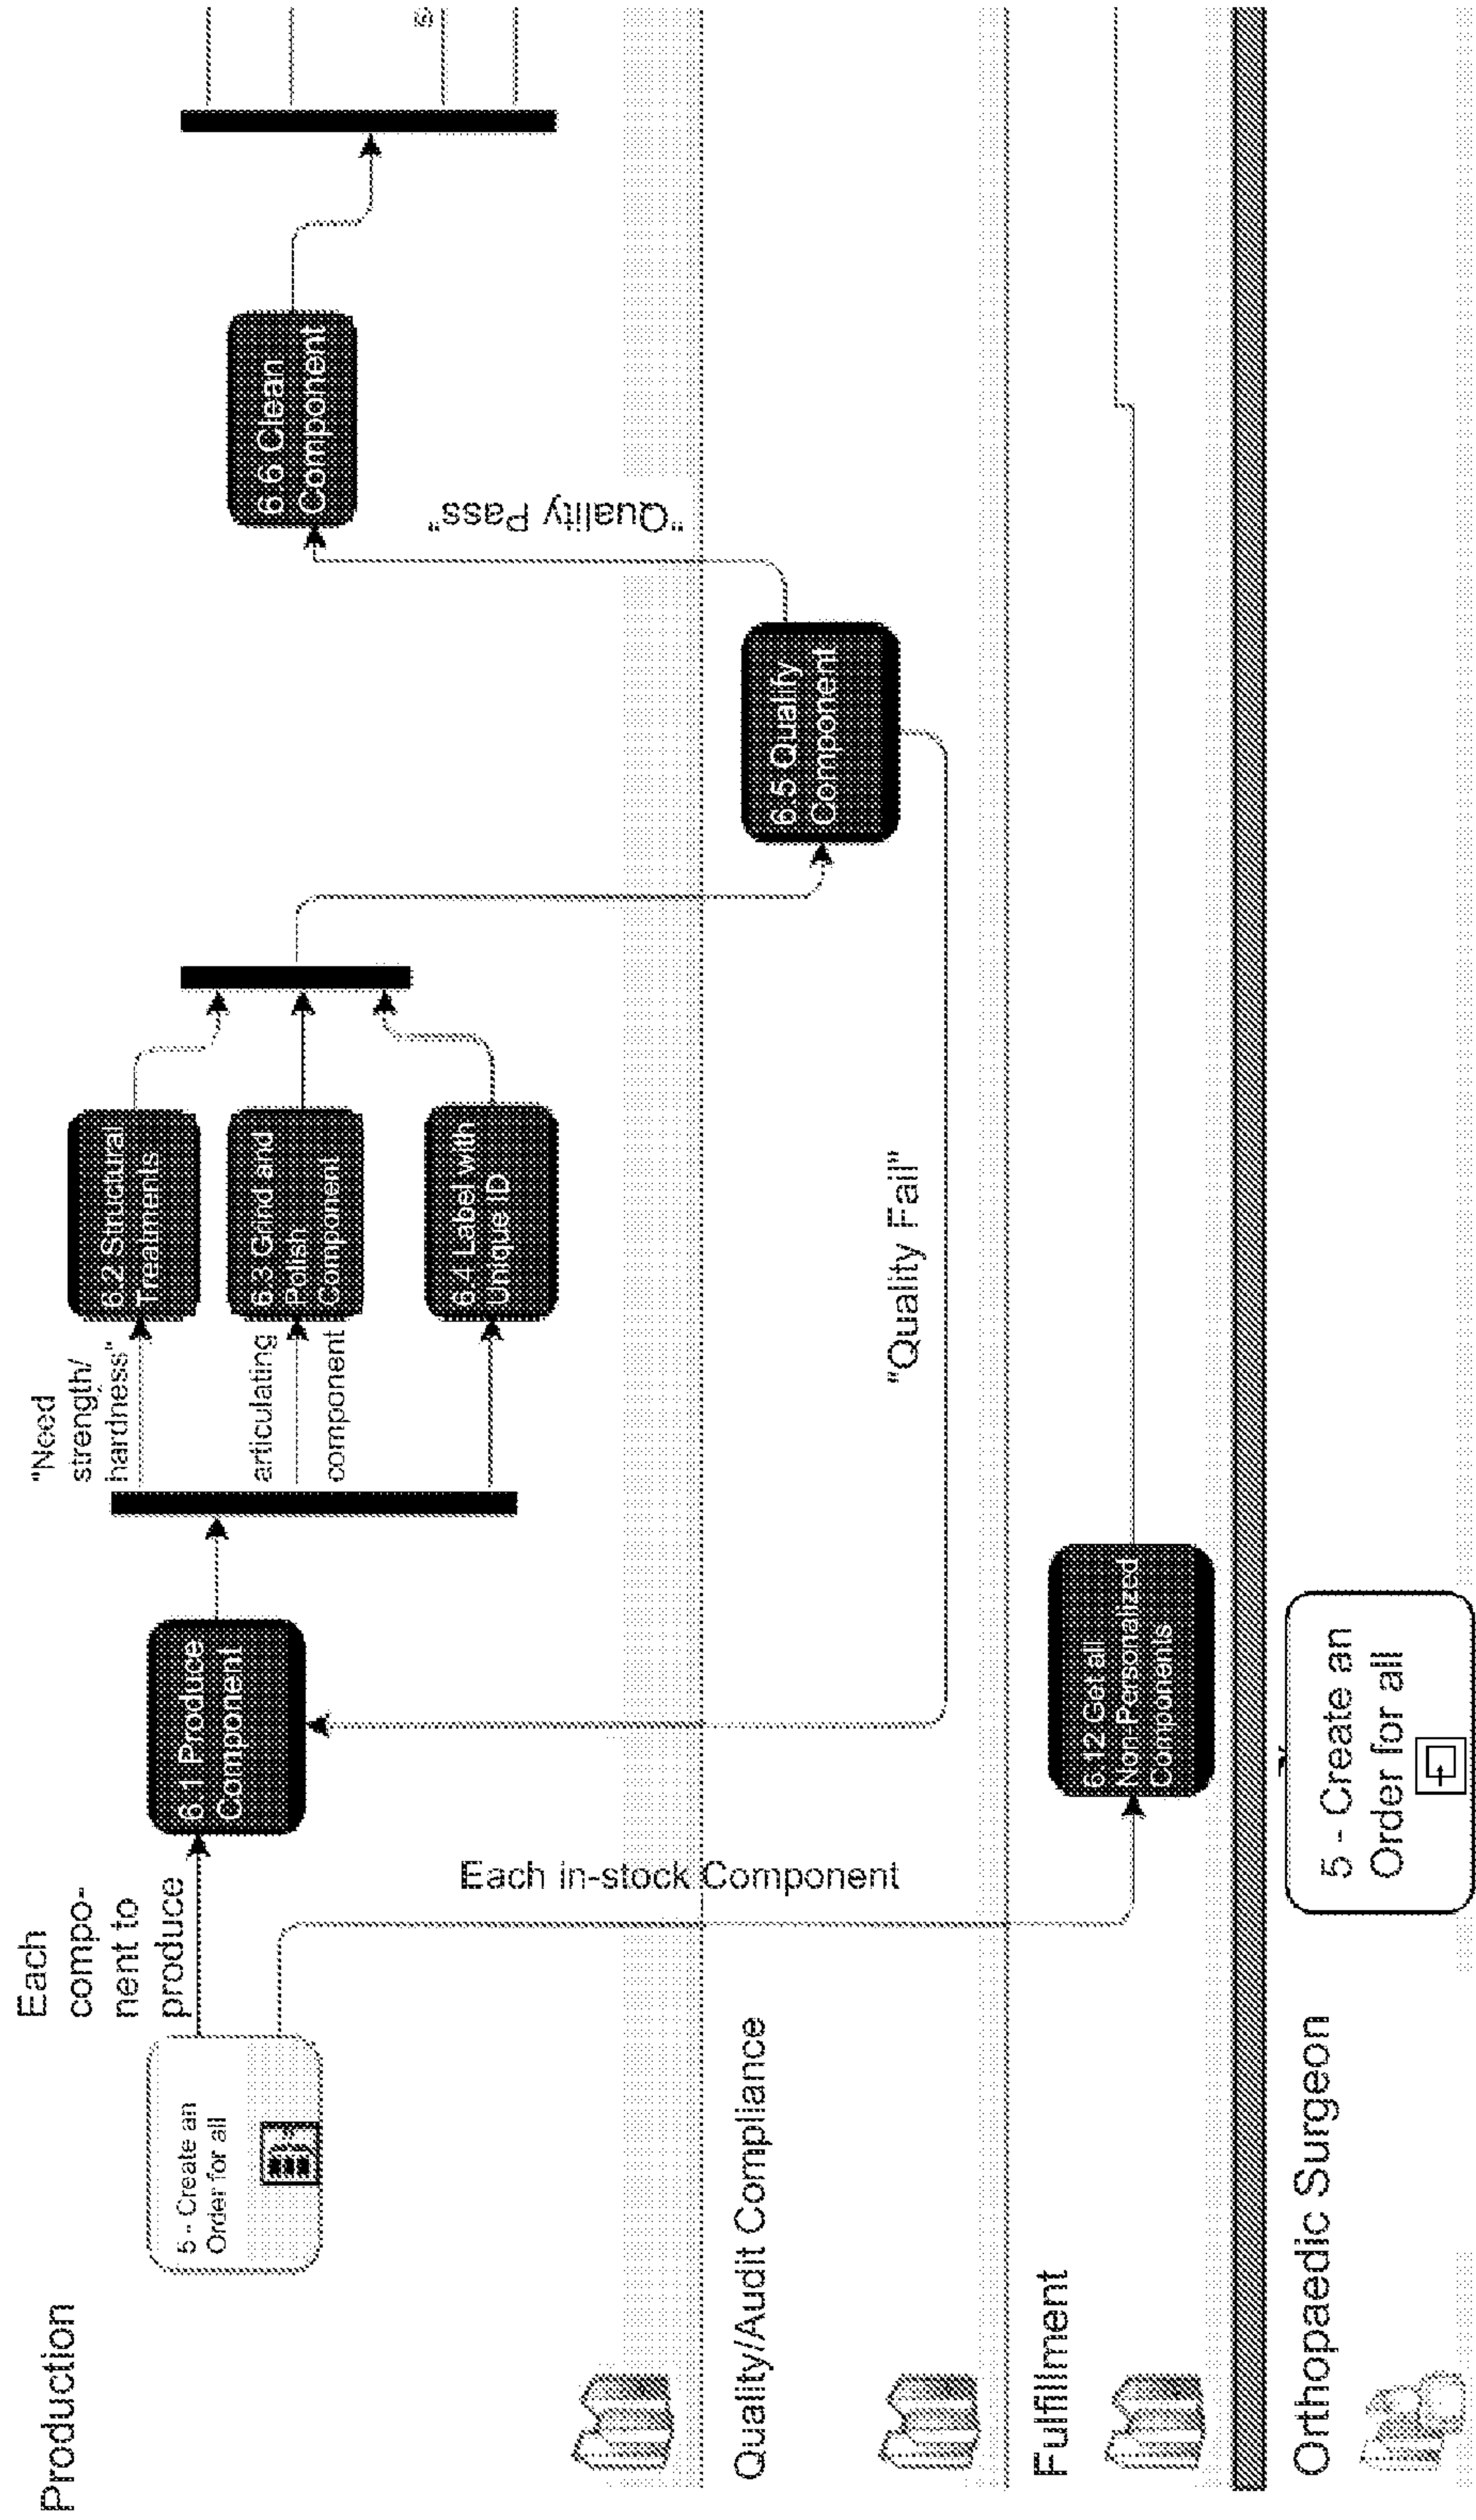 Production
5 - Create an
Order for all
Each
compo-
nent to
produce
6.1 Produce
Component
"Need
strength/
hardness"
articulating
component
6.2 Structural
Treatments
6.3 Grind and
Polish
Component
6.4 Label with
Unique ID
6.6 Clean
Component
"Quality Pass"
Each in-stock Component
Quality/Audit Compliance
6.5 Qualify
Component
"Quality Fail"
Fulfillment
6.12 Get all
Non-Personalized
Components
Orthopaedic Surgeon
5 - Create an
Order for all